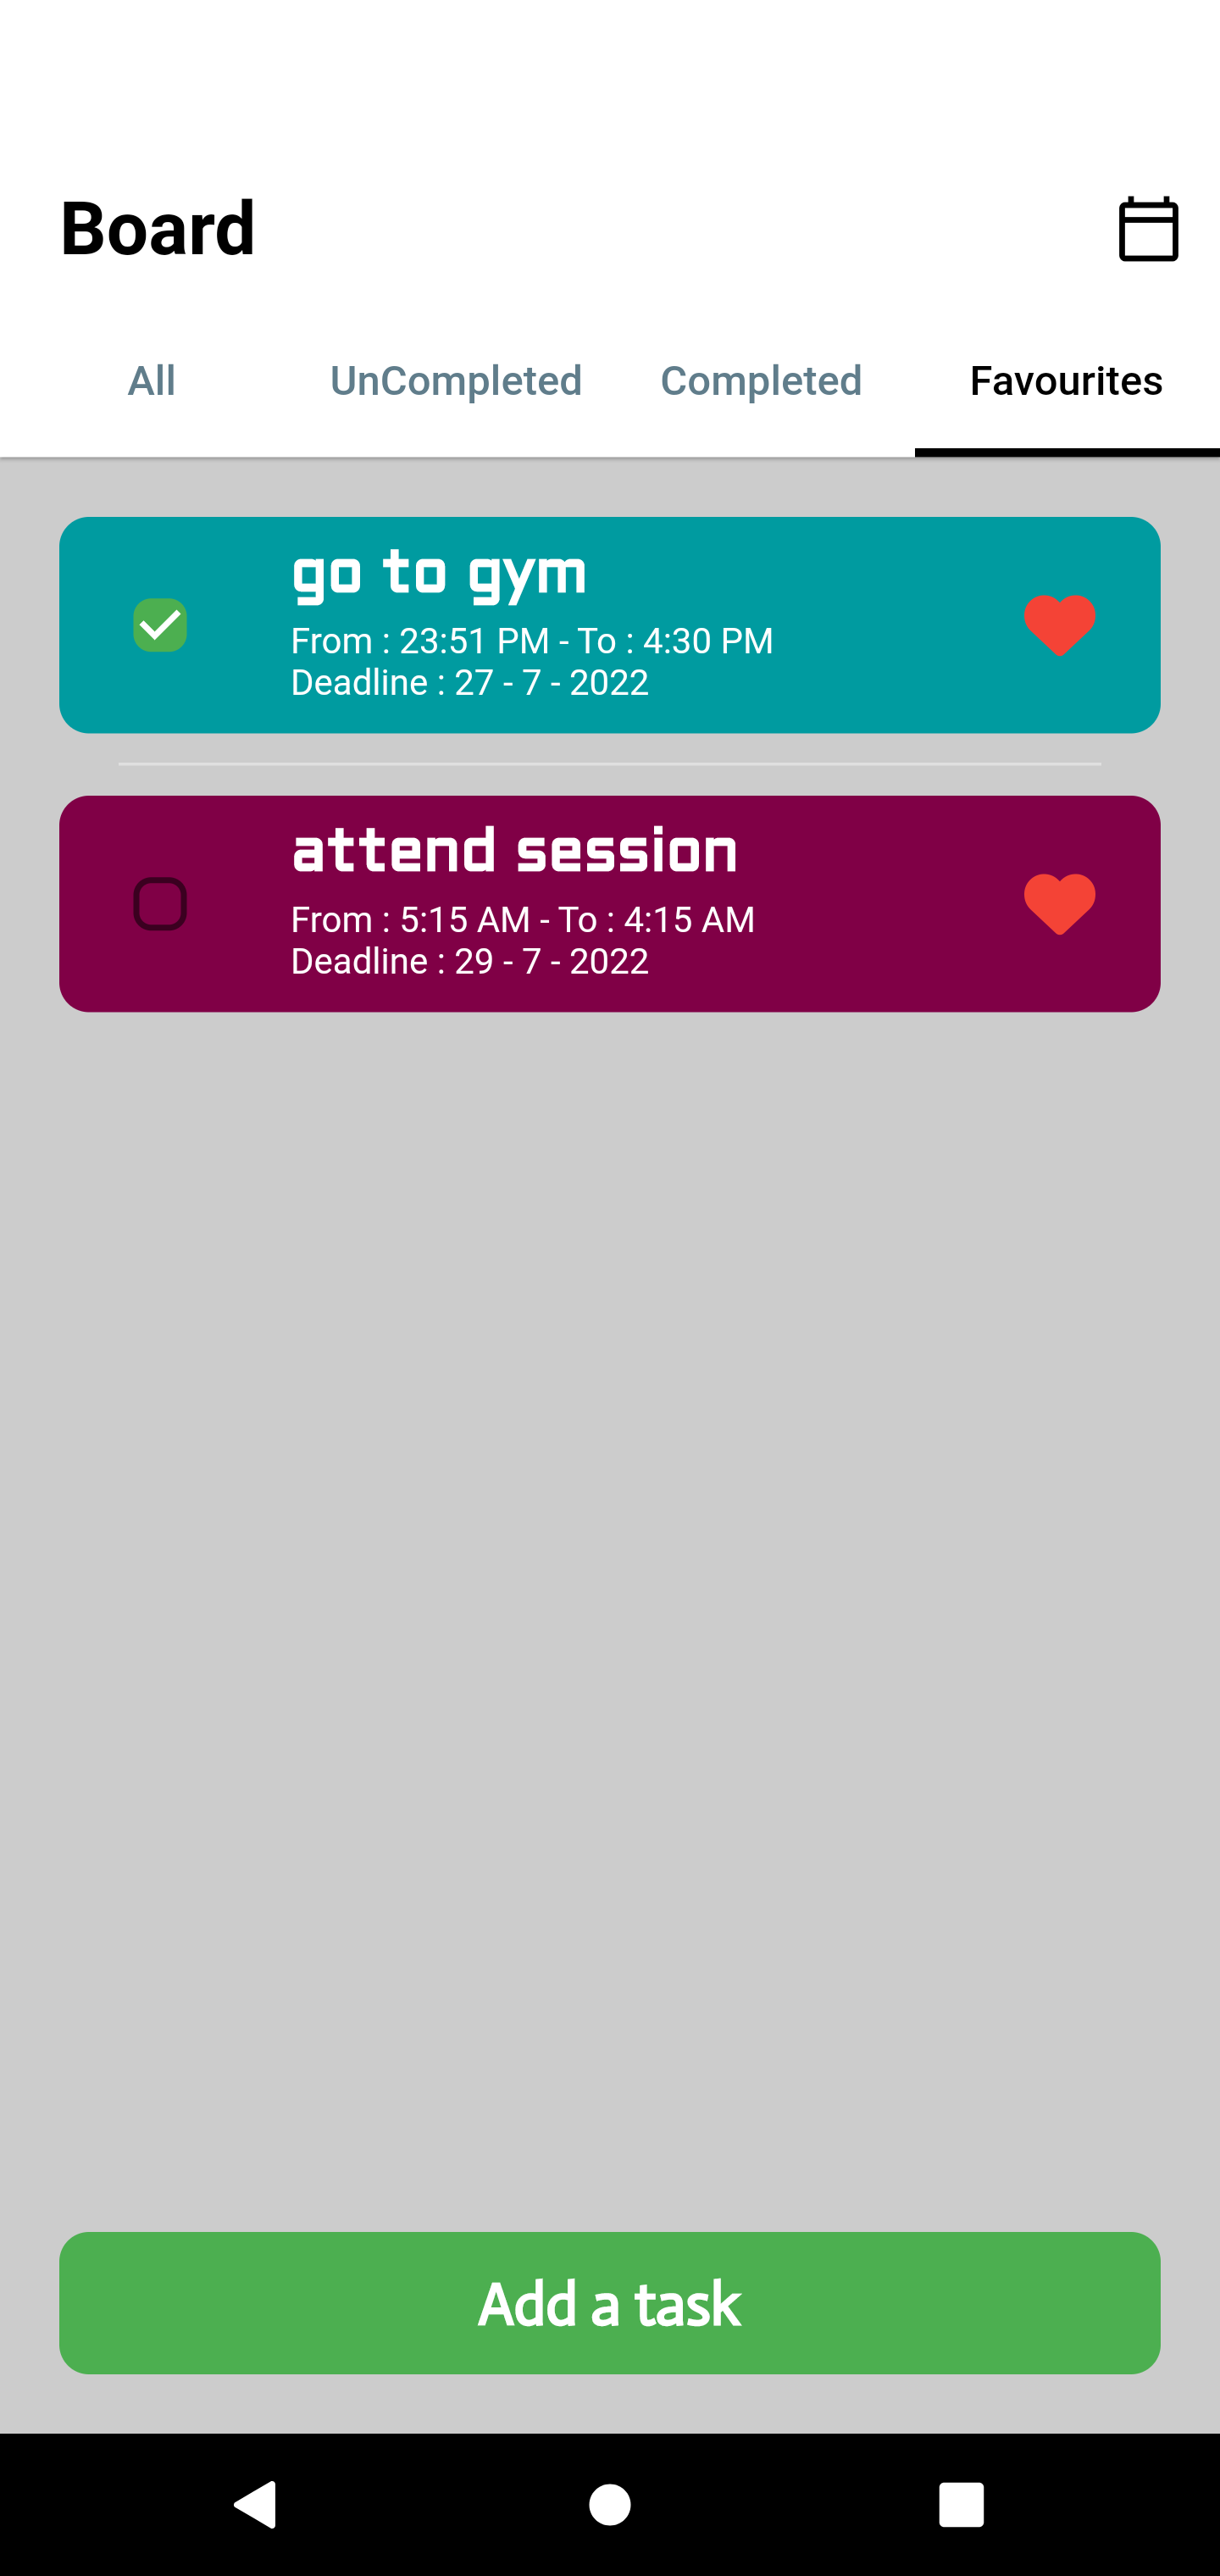 Board
All UnCompleted Completed Favourites
go to gym
From : 23:51 PM - To : 4:30 PM
Deadline : 27 - 7 - 2022
attend session
From : 5:15 AM - To : 4:15 AM
Deadline : 29 - 7 - 2022
Add a task